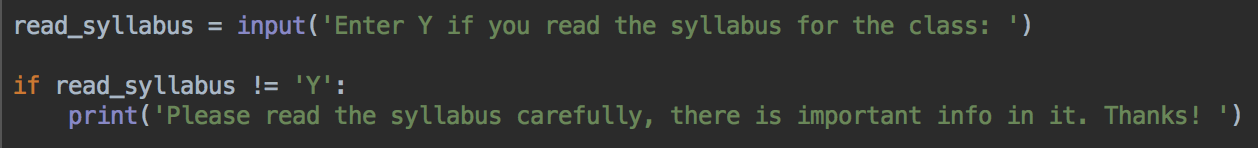 read_syllabus = input('Enter Y if you read the syllabus for the class: ')
if read_syllabus != 'Y':
    print('Please read the syllabus carefully, there is important info in it. Thanks! ')